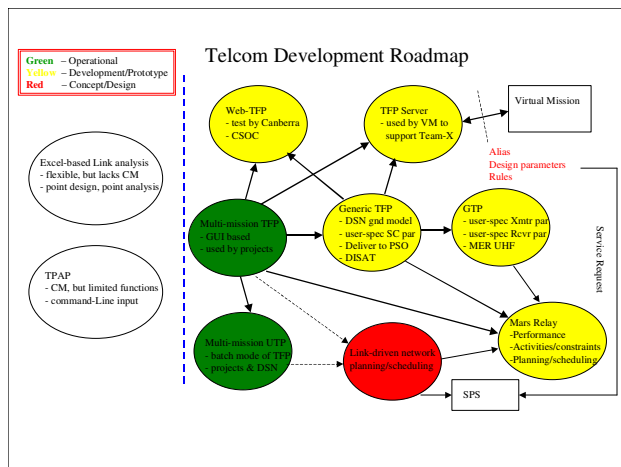 Telcom Development Roadmap
Green – Operational
Yellow – Development/Prototype
Red – Concept/Design
Web-TFP
- test by Canberra
- CSOC
TFP Server
- used by VM to
support Team-X
Virtual Mission
Excel-based Link analysis
- flexible, but lacks CM
- point design, point analysis
Alias
Design parameters
Rules
Multi-mission TFP
- GUI based
- used by projects
Generic TFP
- DSN gnd model
- user-spec SC par
- Deliver to PSO
- DISAT
GTP
- user-spec Xmtr par
- user-spec Rcvr par
- MER UHF
Service Request
TPAP
- CM, but limited functions
- command-Line input
Multi-mission UTP
- batch mode of TFP
- projects & DSN
Link-driven network
planning/scheduling
Mars Relay
-Performance
-Activities/constraints
-Planning/scheduling
SPS